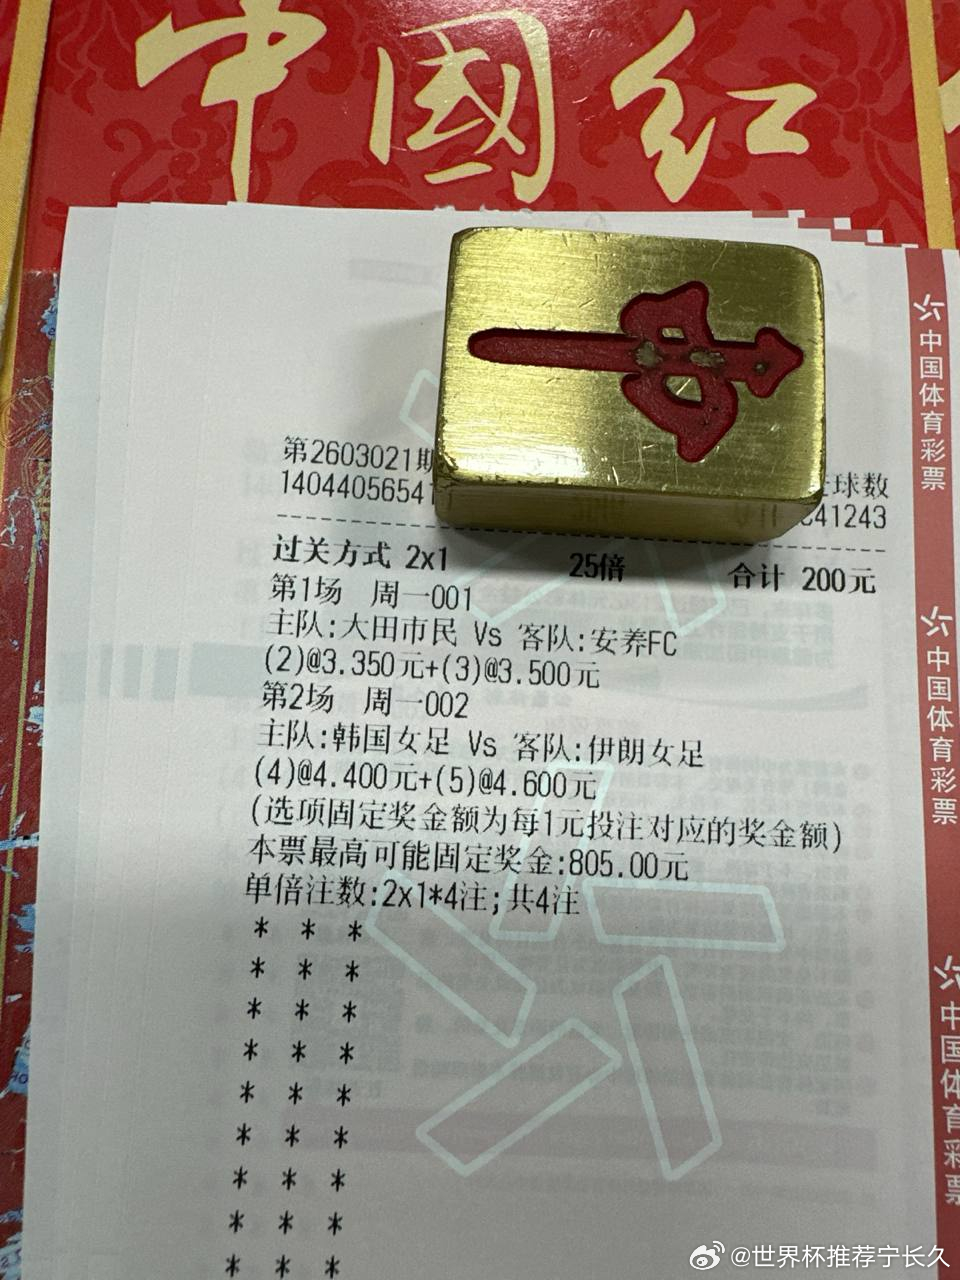 中國红
中国体育彩票
第2603021期
球数
1404405654
41243
过关方式 2x1 25倍 合计 200元
第1场 周一001
主队:大田市民 Vs 客队:安养FC
(2)@3.350元+(3)@3.500元
第2场 周一002
主队:韩国女足 Vs 客队:伊朗女足
(4)@4.400元+(5)@4.600元
(选项固定奖金额为每1元投注对应的奖金额)
本票最高可能固定奖金:805.00元
单倍注数:2x1*4注;共4注
* * *
* * *
* * *
* * *
* * *
* * *
* * *
* * *
* * *
中国体育彩票
中国体育彩票
@世界杯推荐宁长久